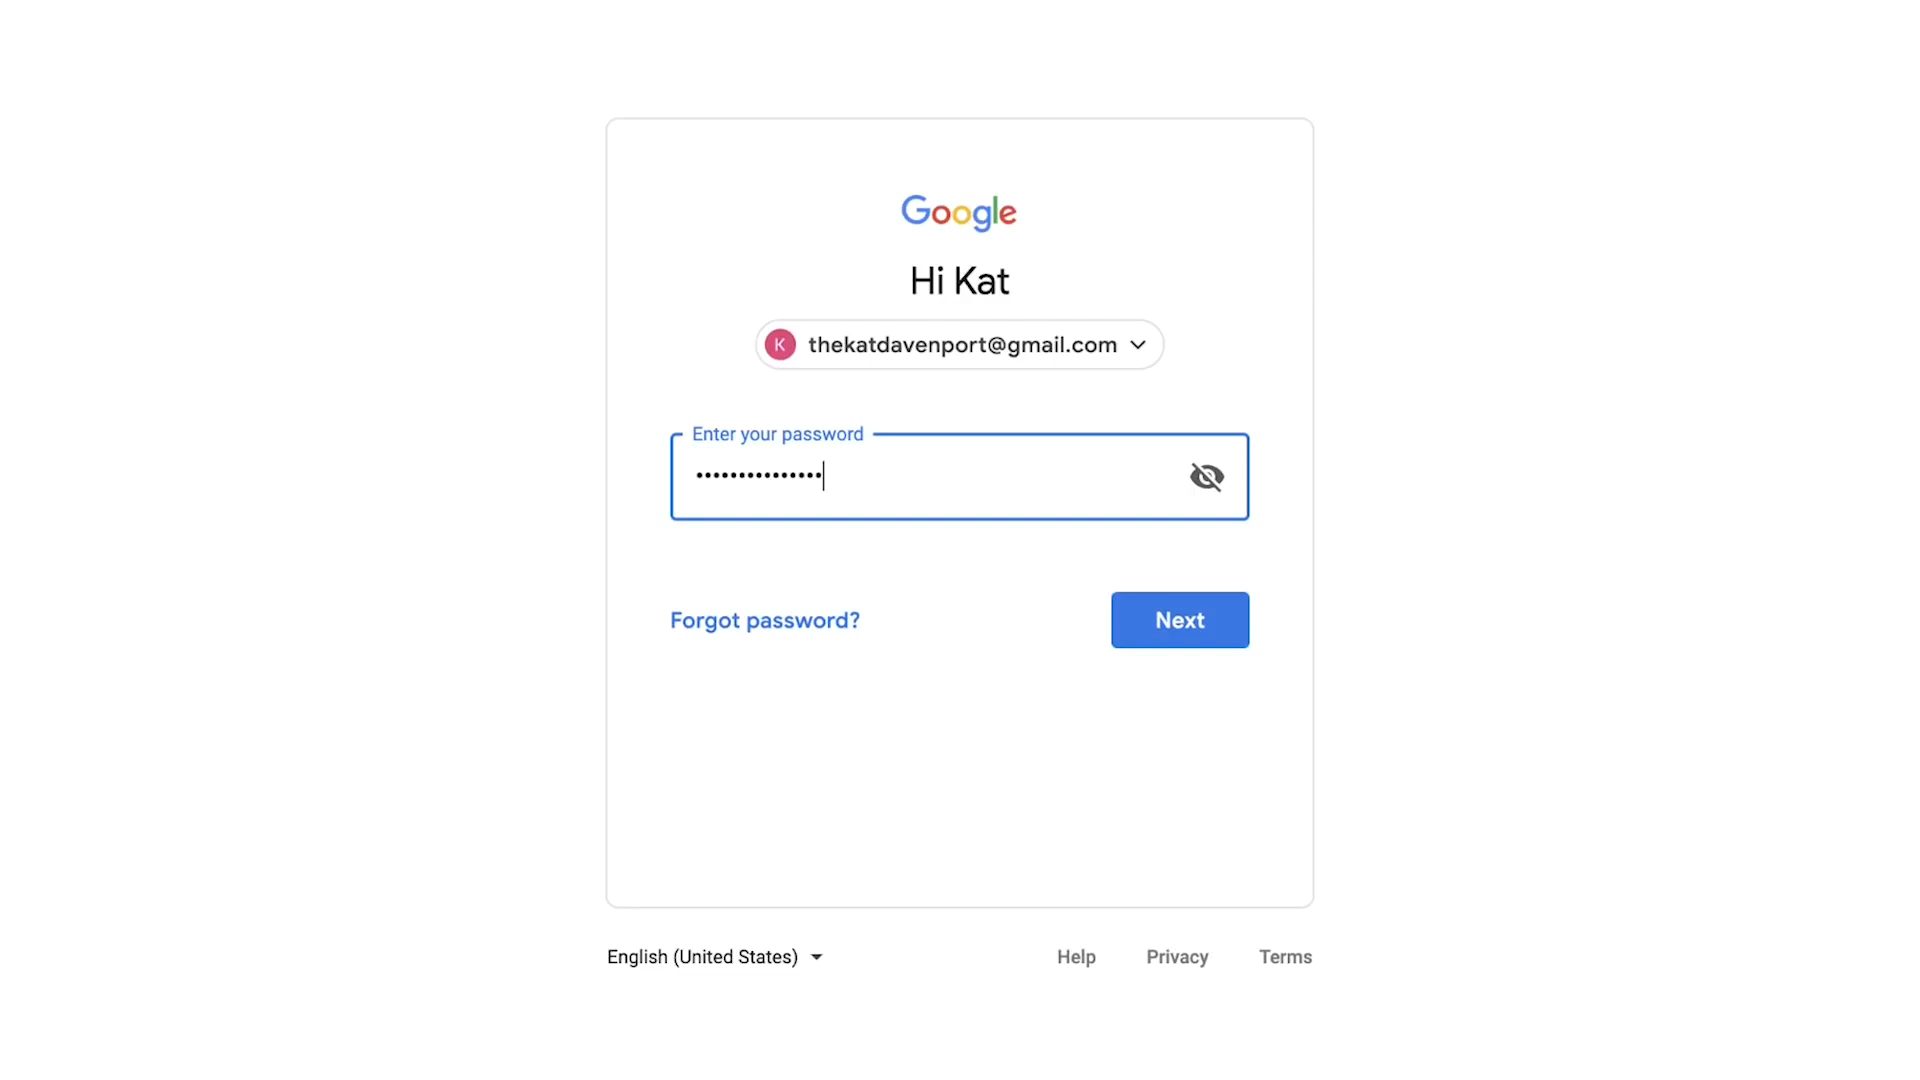 Google
Hi Kat
K thekatdavenport@gmail.com
Enter your password
•••••••••••••••
Forgot password?
Next
English (United States)
Help Privacy Terms